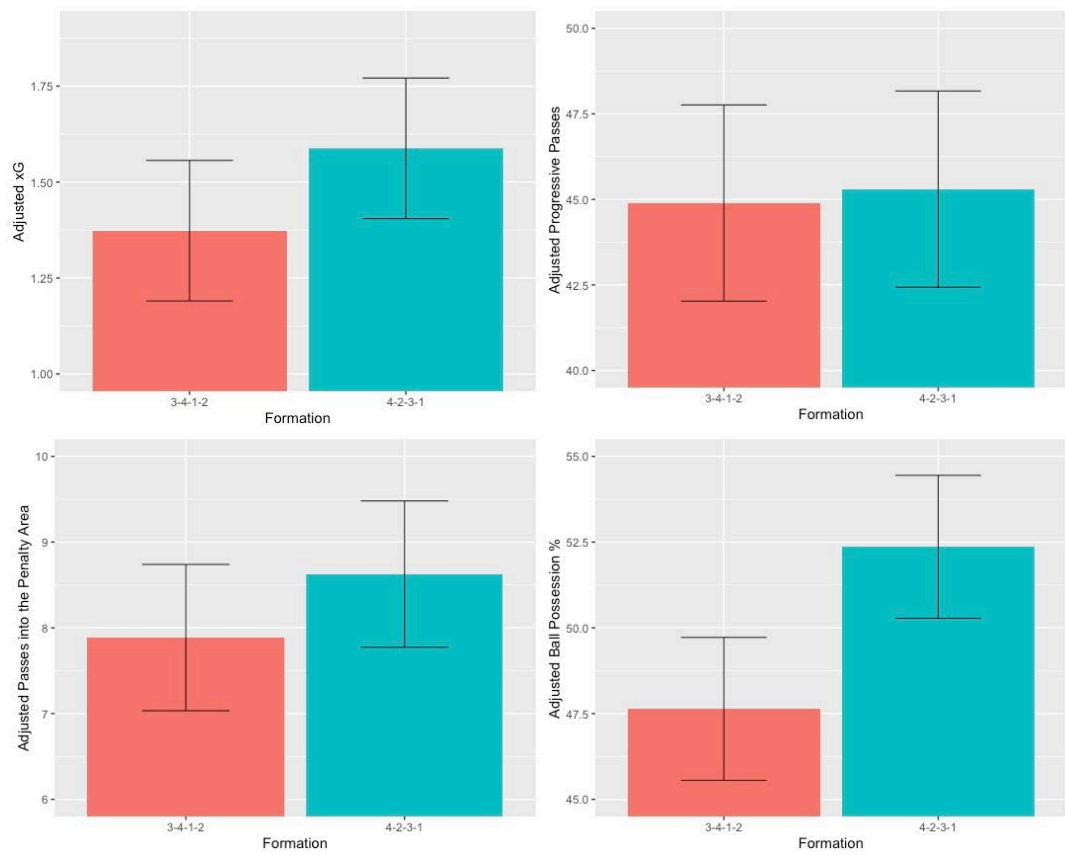 Adjusted xG
1.75
1.50
1.25
1.00
3-4-1-2 4-2-3-1
Formation
Adjusted Progressive Passes
50.0
47.5
45.0
42.5
40.0
3-4-1-2 4-2-3-1
Formation
Adjusted Passes into the Penalty Area
10
9
8
7
6
3-4-1-2 4-2-3-1
Formation
Adjusted Ball Possession %
55.0
52.5
50.0
47.5
45.0
3-4-1-2 4-2-3-1
Formation